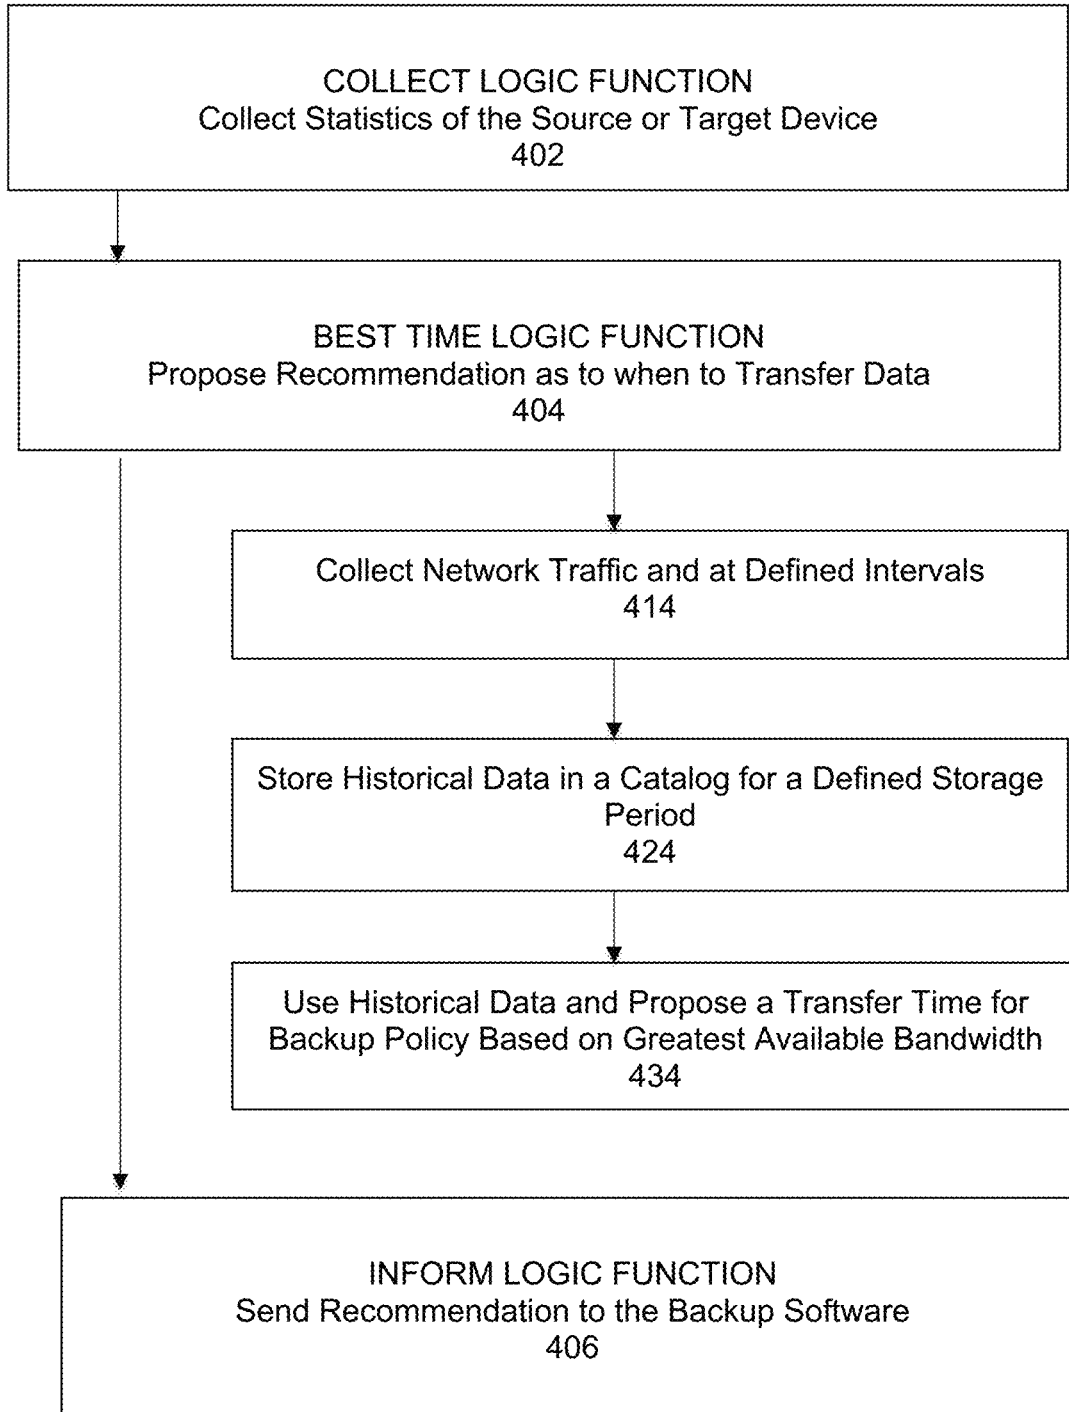 COLLECT LOGIC FUNCTION
Collect Statistics of the Source or Target Device
402
BEST TIME LOGIC FUNCTION
Propose Recommendation as to when to Transfer Data
404
Collect Network Traffic and at Defined Intervals
414
Store Historical Data in a Catalog for a Defined Storage
Period
424
Use Historical Data and Propose a Transfer Time for
Backup Policy Based on Greatest Available Bandwidth
434
INFORM LOGIC FUNCTION
Send Recommendation to the Backup Software
406